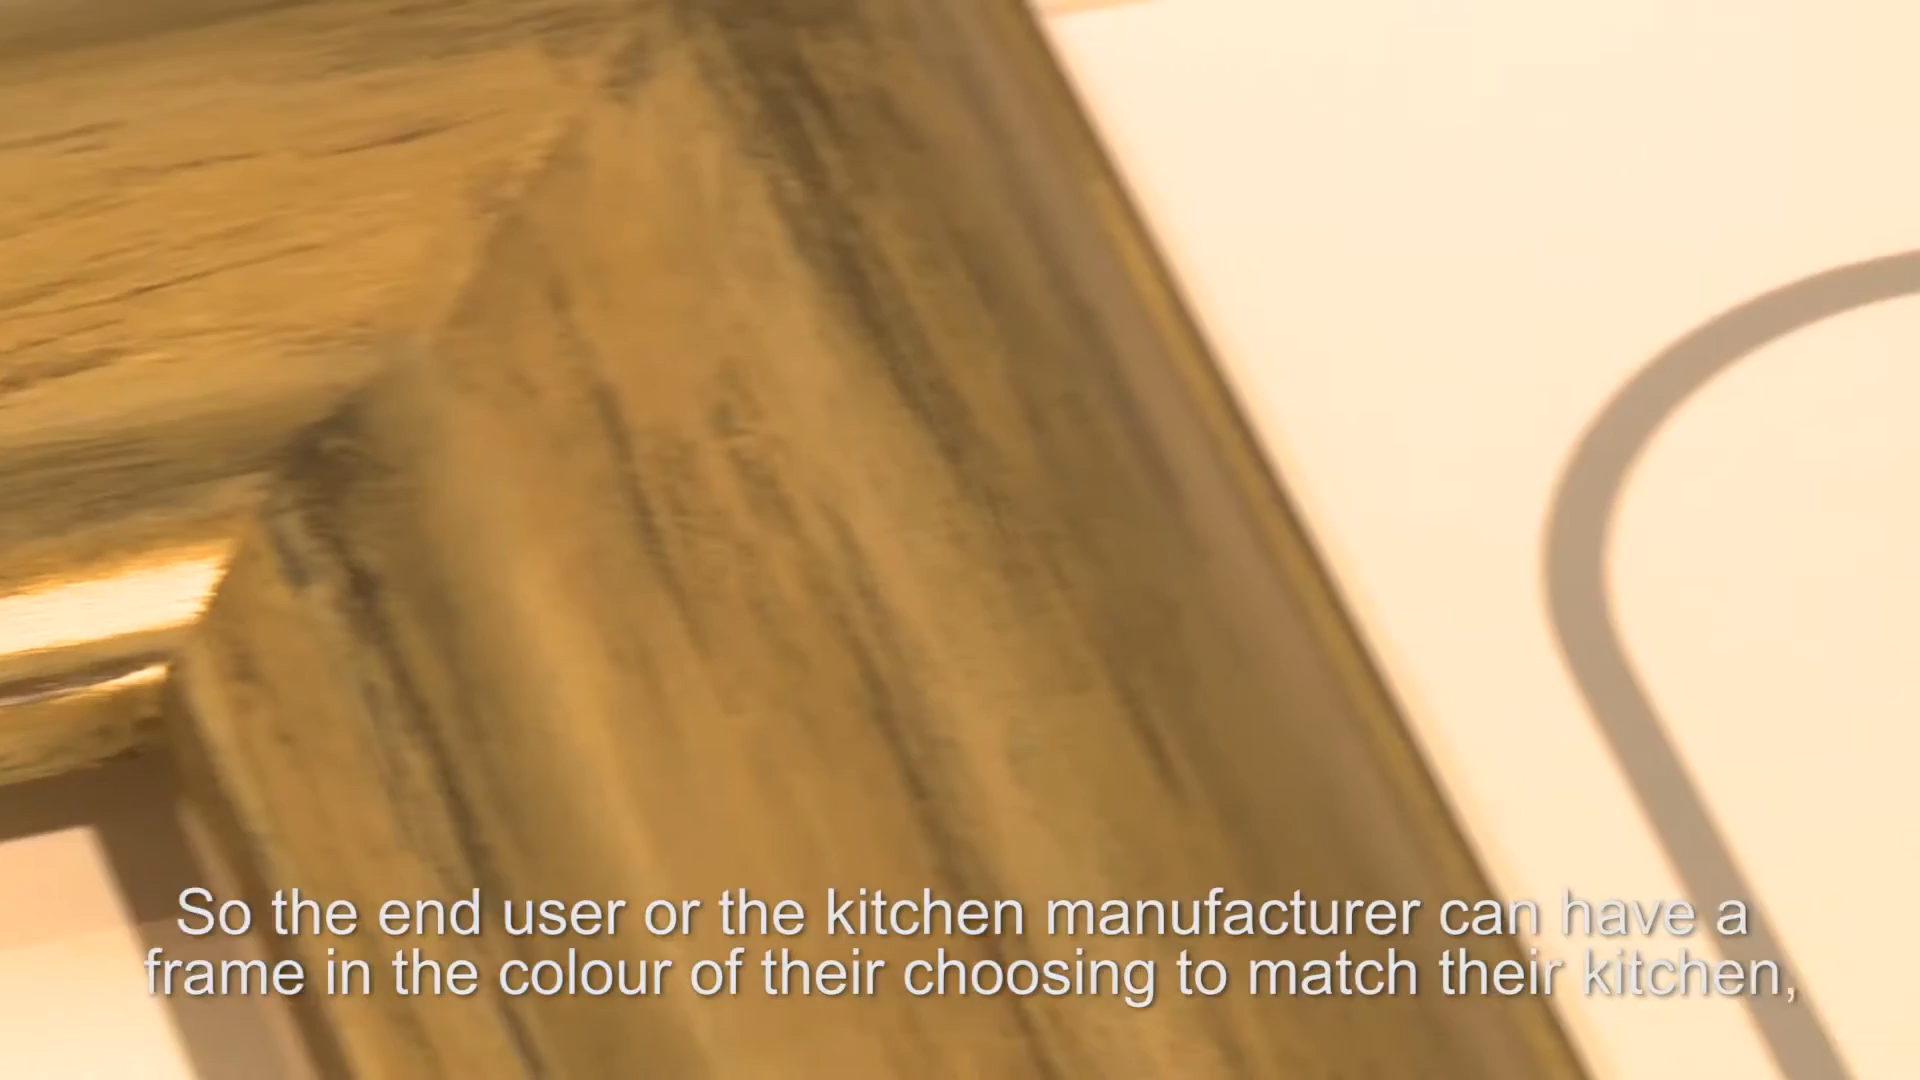 So the end user or the kitchen manufacturer can have a
frame in the colour of their choosing to match their kitchen,